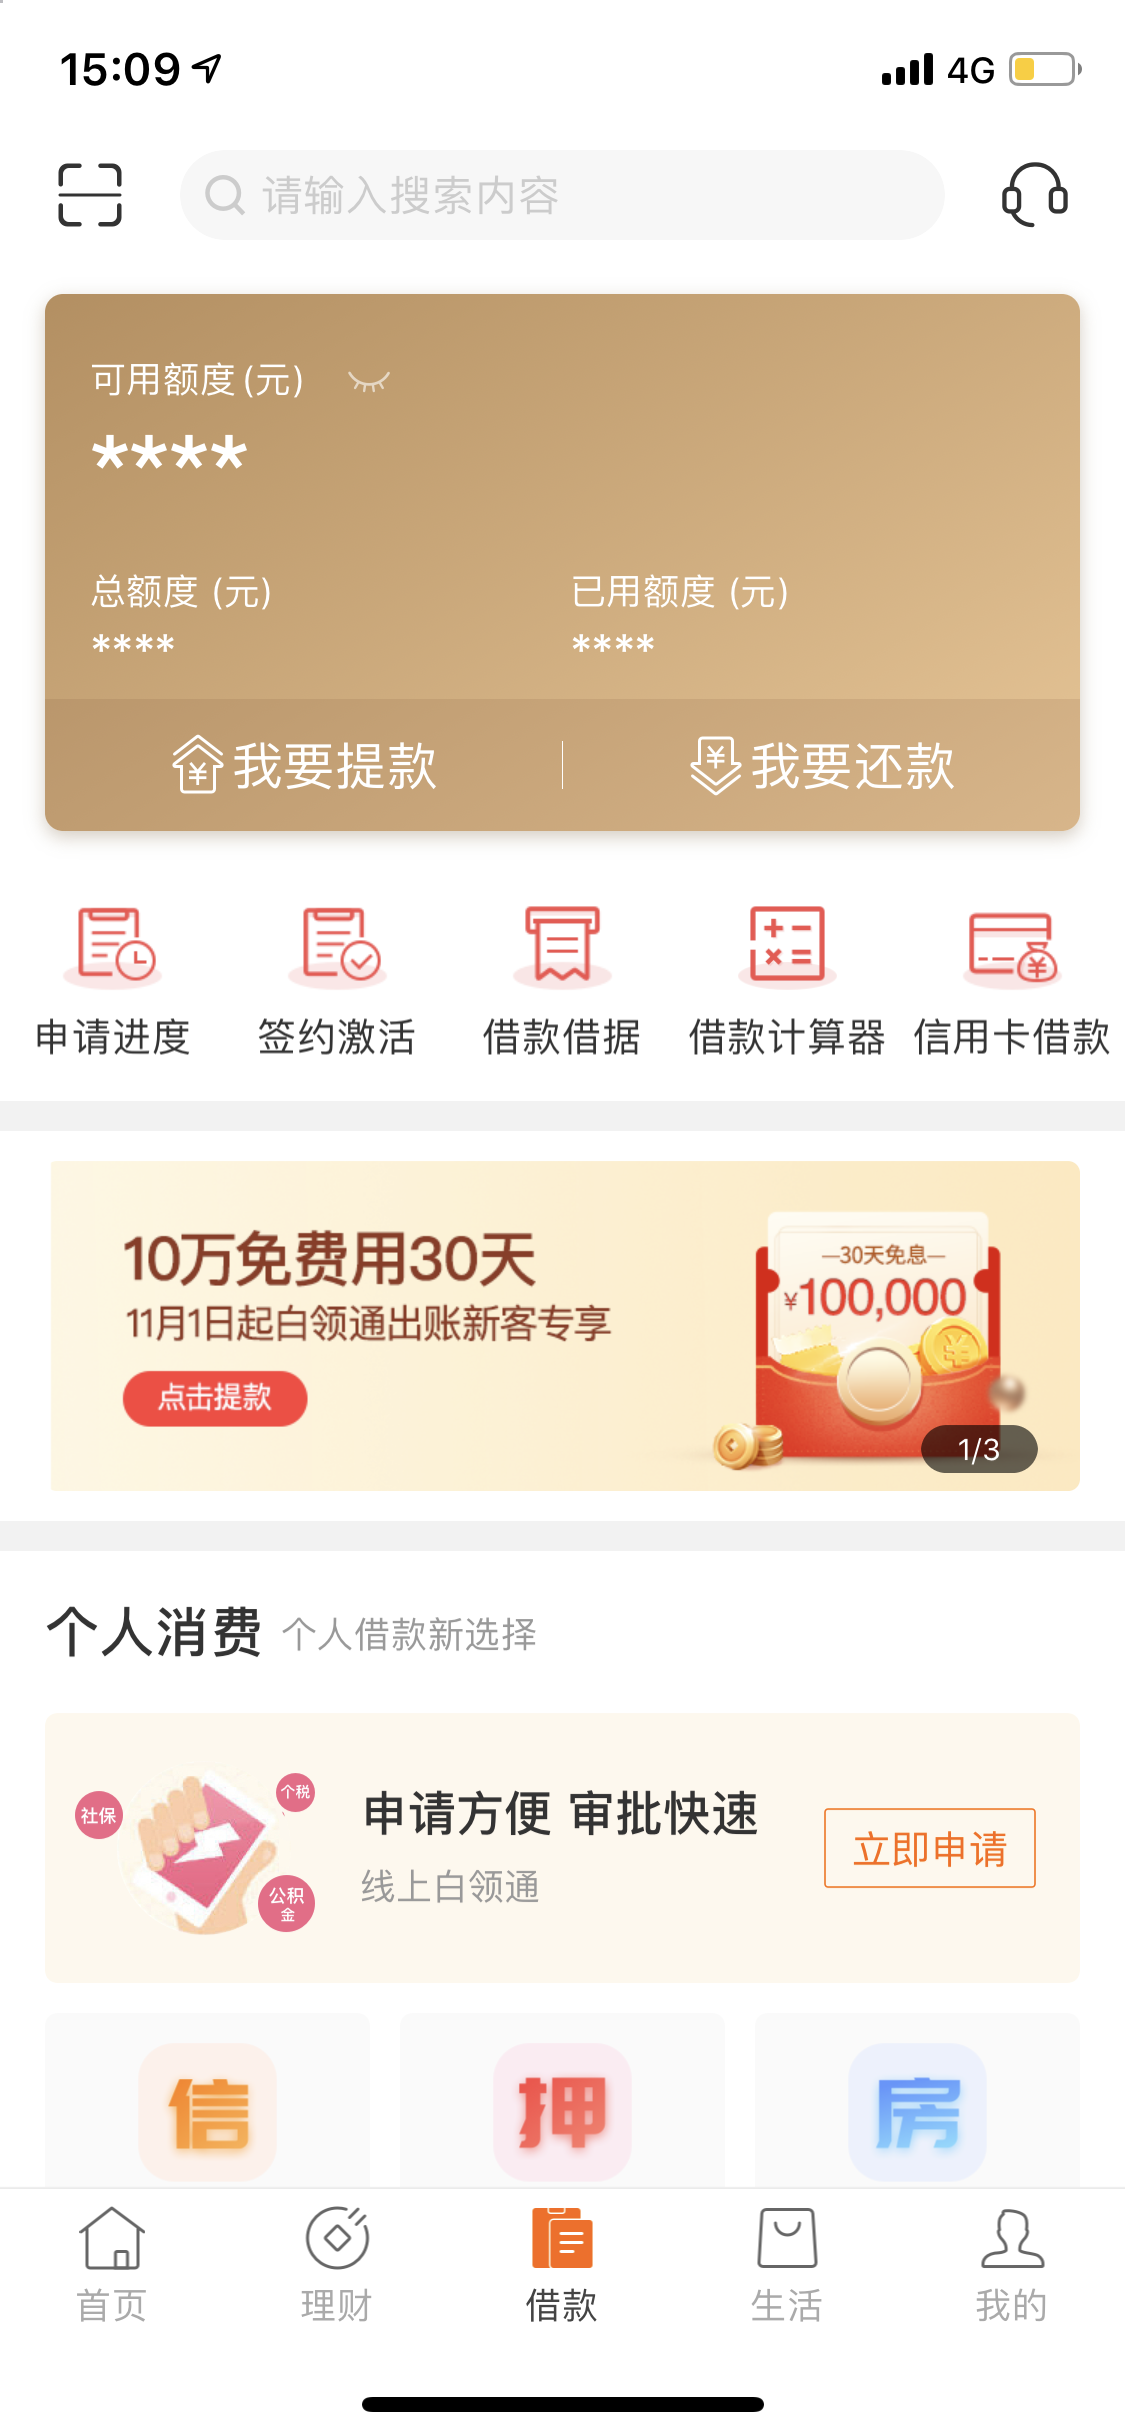 15:09 4G
请输入搜索内容
可用额度(元)
****
总额度 (元) 已用额度 (元)
**** ****
我要提款 我要还款
申请进度 签约激活 借款借据 借款计算器 信用卡借款
10万免费用30天
11月1日起白领通出账新客专享
点击提款
—30天免息—
¥100,000
1/3
个人消费 个人借款新选择
社保
个税
公积
金
申请方便 审批快速
线上白领通
立即申请
信 押 房
首页 理财 借款 生活 我的